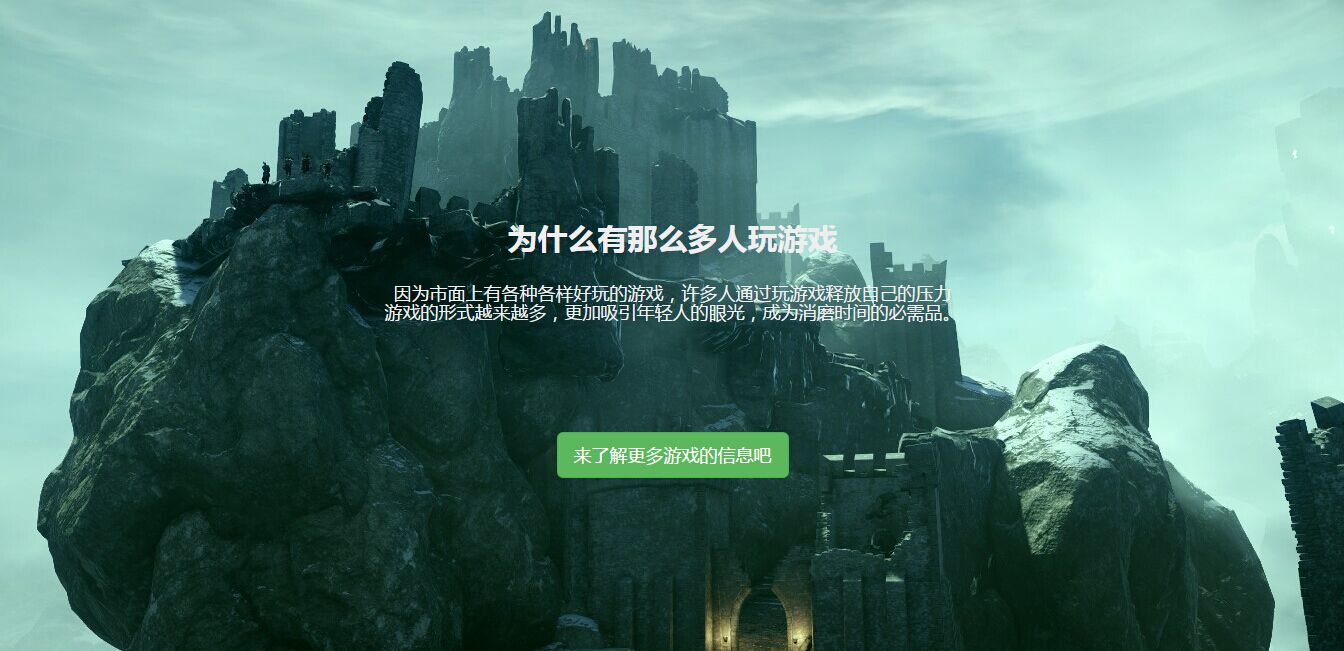 为什么有那么多人玩游戏
因为市面上有各种各样好玩的游戏，许多人通过玩游戏释放自己的压力
游戏的形式越来越多，更加吸引年轻人的眼光，成为消磨时间的必需品。
来了解更多游戏的信息吧